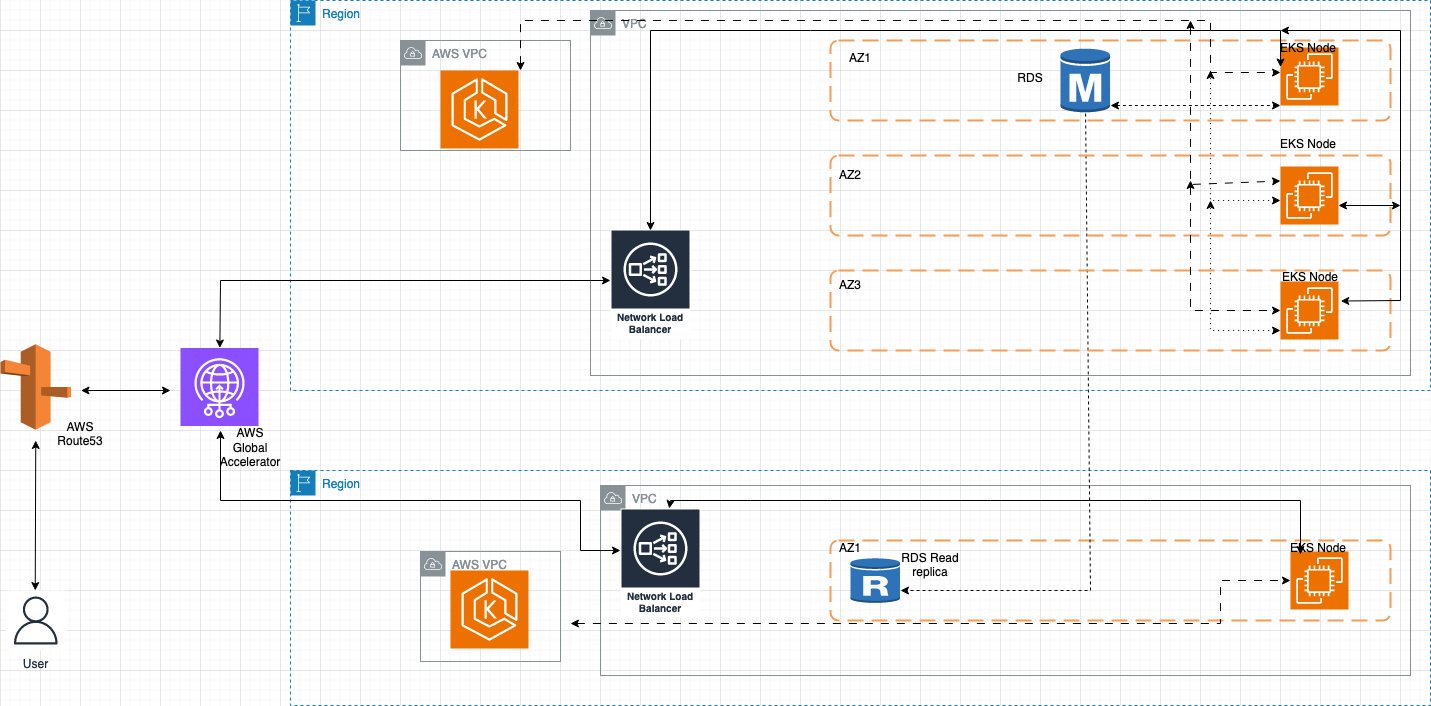 Region
VPC
AWS VPC
K
AZ1
RDS
M
EKS Node
AZ2
EKS Node
AZ3
EKS Node
Network Load
Balancer
AWS
Route53
AWS
Global
Accelerator
User
Region
VPC
AWS VPC
K
Network Load
Balancer
AZ1
R
RDS Read
replica
EKS Node